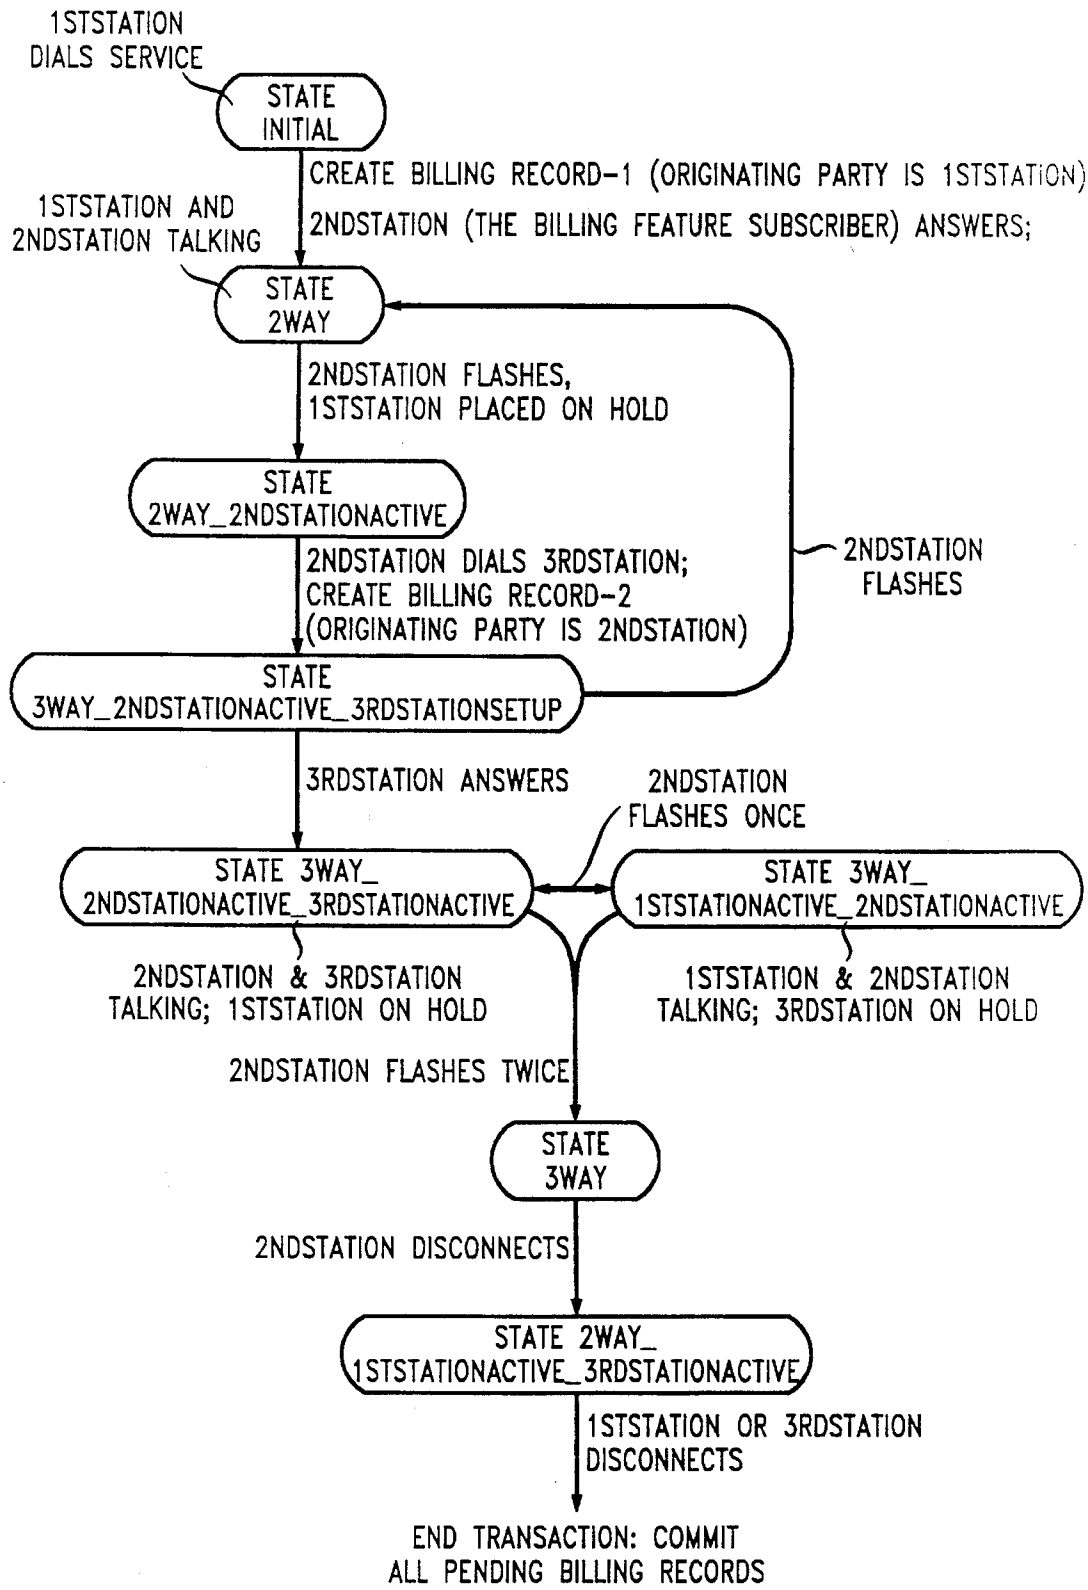 1STSTATION
DIALS SERVICE
STATE
INITIAL
CREATE BILLING RECORD-1 (ORIGINATING PARTY IS 1STSTATION)
1STSTATION AND
2NDSTATION TALKING
2NDSTATION (THE BILLING FEATURE SUBSCRIBER) ANSWERS;
STATE
2WAY
2NDSTATION FLASHES,
1STSTATION PLACED ON HOLD
STATE
2WAY_2NDSTATIONACTIVE
2NDSTATION DIALS 3RDSTATION;
CREATE BILLING RECORD-2
(ORIGINATING PARTY IS 2NDSTATION)
2NDSTATION
FLASHES
STATE
3WAY_2NDSTATIONACTIVE_3RDSTATIONSETUP
3RDSTATION ANSWERS
2NDSTATION
FLASHES ONCE
STATE 3WAY_
2NDSTATIONACTIVE_3RDSTATIONACTIVE
STATE 3WAY_
1STSTATIONACTIVE_2NDSTATIONACTIVE
2NDSTATION & 3RDSTATION
TALKING; 1STSTATION ON HOLD
1STSTATION & 2NDSTATION
TALKING; 3RDSTATION ON HOLD
2NDSTATION FLASHES TWICE
STATE
3WAY
2NDSTATION DISCONNECTS
STATE 2WAY_
1STSTATIONACTIVE_3RDSTATIONACTIVE
1STSTATION OR 3RDSTATION
DISCONNECTS
END TRANSACTION: COMMIT
ALL PENDING BILLING RECORDS